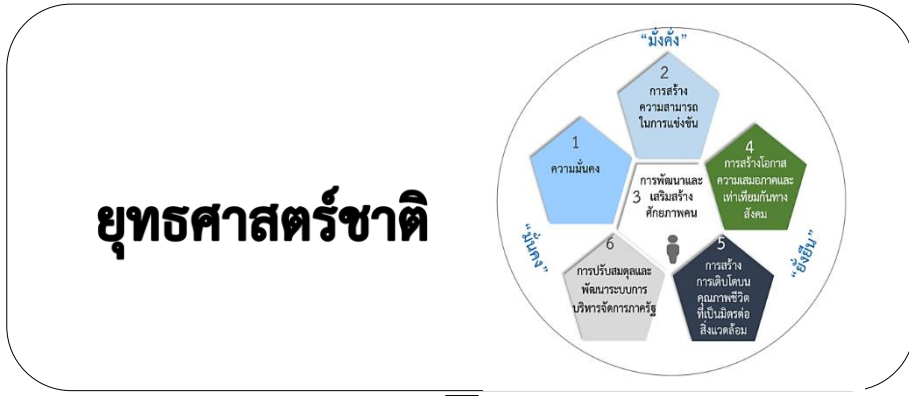 ยุทธศาสตร์ชาติ
“มั่งคั่ง”
2
การสร้าง
ความสามารถ
ในการแข่งขัน
1
ความมั่นคง
4
การสร้างโอกาส
ความเสมอภาคและ
เท่าเทียมกันทาง
สังคม
การพัฒนาและ
3 เสริมสร้าง
ศักยภาพคน
“มั่นคง”
6
การปรับสมดุลและ
พัฒนาระบบการ
บริหารจัดการภาครัฐ
5
การสร้าง
การเติบโตบน
คุณภาพชีวิต
ที่เป็นมิตรต่อ
สิ่งแวดล้อม
“ยั่งยืน”